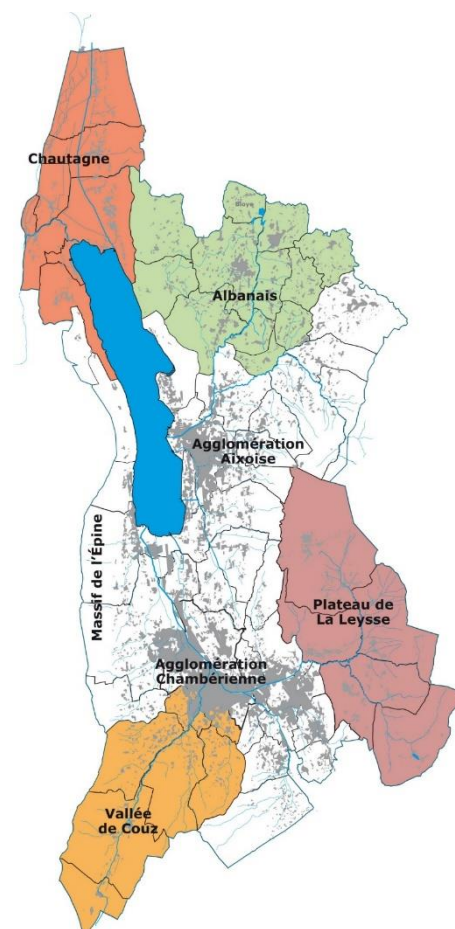 Chautagne
Albanais
Agglomération
Aixoise
Massif de l'Épine
Plateau de
La Leysse
Agglomération
Chambérienne
Vallée
de Couz